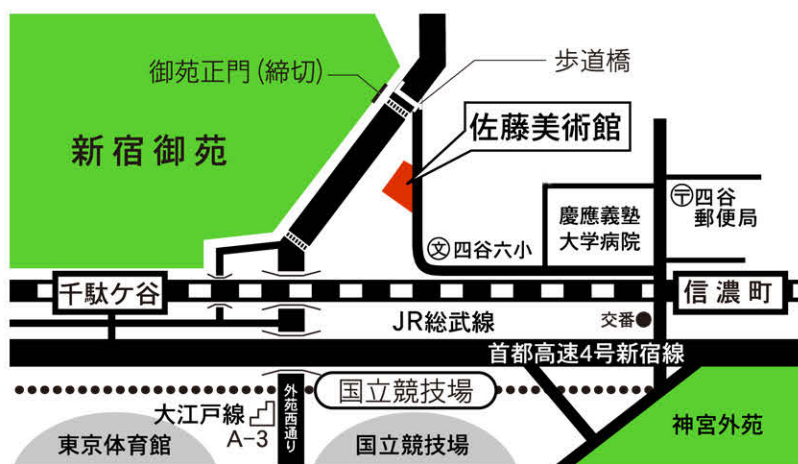 御苑正門(締切)
歩道橋
新宿御苑
佐藤美術館
慶應義塾
大学病院
〒四谷
郵便局
文 四谷六小
千駄ケ谷
信濃町
JR総武線
交番
首都高速4号新宿線
国立競技場
大江戸線
A-3
外苑西通り
東京体育館
国立競技場
神宮外苑